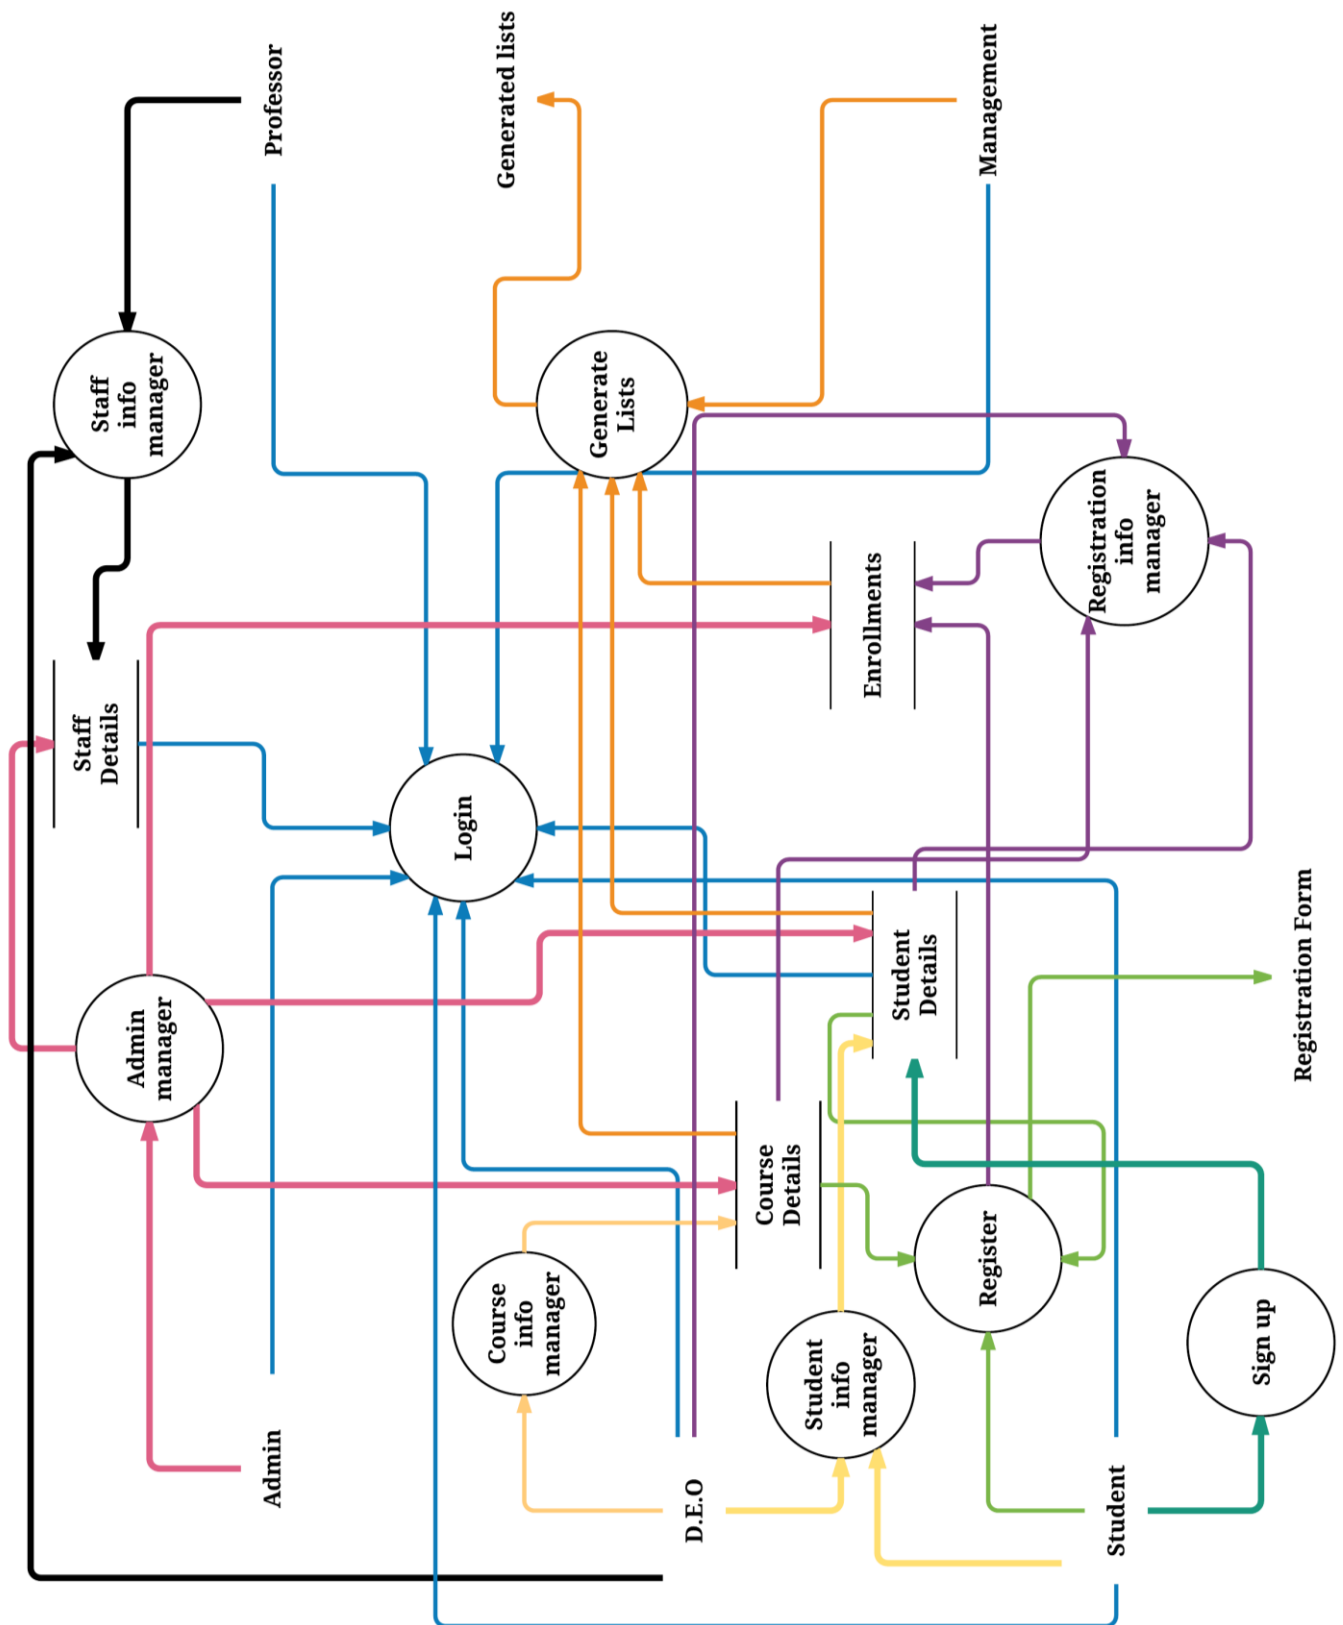 Professor
Generated lists
Management
Staff
info
manager
Generate
Lists
Registration
info
manager
Staff
Details
Enrollments
Login
Admin
manager
Student
Details
Registration Form
Course
Details
Course
info
manager
Register
Student
info
manager
Sign up
Admin
D.E.O
Student